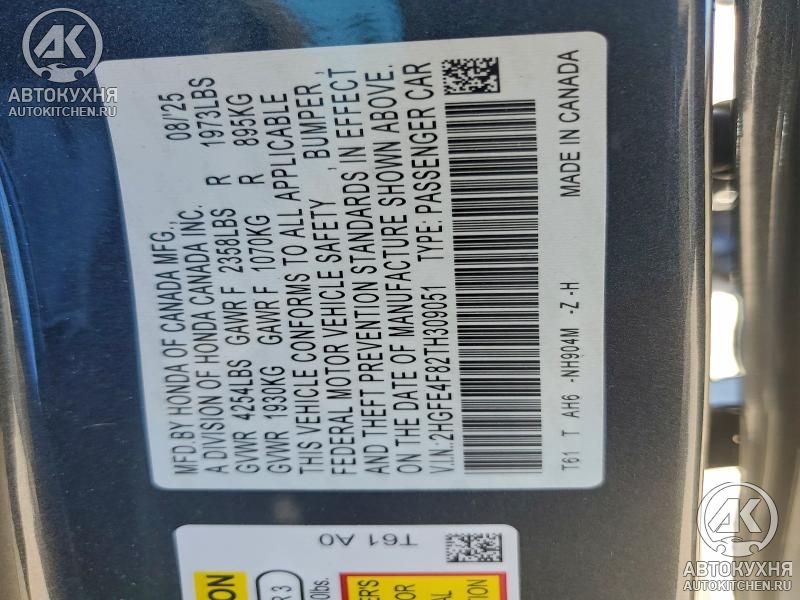 MFD.BY HONDA OF CANADA MFG., 08/'25
A DIVISION OF HONDA CANADA INC.
GVWR 4254LBS GAWR F 2358LBS R 1973LBS
GVWR 1930KG GAWR F 1070KG R 895KG
THIS VEHICLE CONFORMS TO ALL APPLICABLE
FEDERAL MOTOR VEHICLE SAFETY , BUMPER ,
AND THEFT PREVENTION STANDARDS IN EFFECT
ON THE DATE OF MANUFACTURE SHOWN ABOVE.
V.I.N.:2HGFE4F82TH309051 TYPE: PASSENGER CAR
T61 T AH6 -NH904M -Z -H MADE IN CANADA
T61 A0
АК
АВТОКУХНЯ
AUTOKITCHEN.RU
АК
АВТОКУХНЯ
AUTOKITCHEN.RU